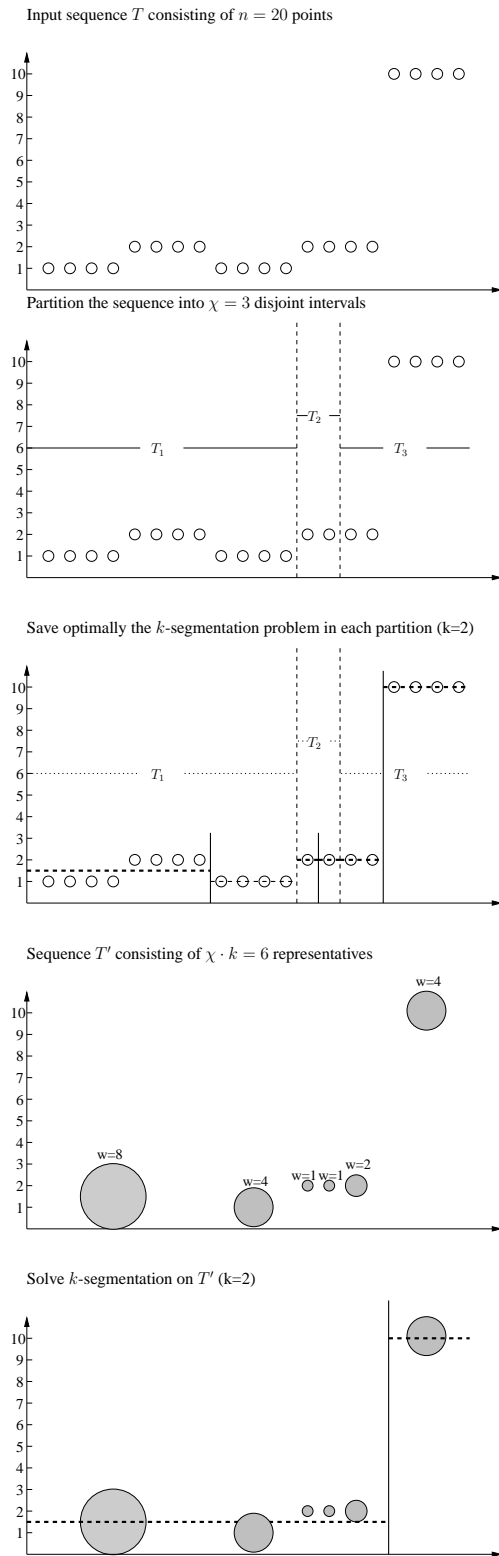 Input sequence T consisting of n = 20 points
10
9
8
7
6
5
4
3
2
1
Partition the sequence into χ = 3 disjoint intervals
10
9
8
7
6
5
4
3
2
1
T₂
T₁
T₃
Save optimally the k-segmentation problem in each partition (k=2)
10
9
8
7
6
5
4
3
2
1
T₂
T₁
T₃
Sequence T′ consisting of χ · k = 6 representatives
w=4
10
9
8
7
6
5
4
3
2
1
w=8
w=4
w=1
w=1
w=2
Solve k-segmentation on T′ (k=2)
10
9
8
7
6
5
4
3
2
1